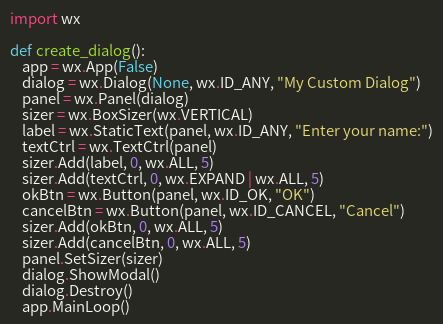 import wx

def create_dialog():
    app = wx.App(False)
    dialog = wx.Dialog(None, wx.ID_ANY, "My Custom Dialog")
    panel = wx.Panel(dialog)
    sizer = wx.BoxSizer(wx.VERTICAL)
    label = wx.StaticText(panel, wx.ID_ANY, "Enter your name:")
    textCtrl = wx.TextCtrl(panel)
    sizer.Add(label, 0, wx.ALL, 5)
    sizer.Add(textCtrl, 0, wx.EXPAND | wx.ALL, 5)
    okBtn = wx.Button(panel, wx.ID_OK, "OK")
    cancelBtn = wx.Button(panel, wx.ID_CANCEL, "Cancel")
    sizer.Add(okBtn, 0, wx.ALL, 5)
    sizer.Add(cancelBtn, 0, wx.ALL, 5)
    panel.SetSizer(sizer)
    dialog.ShowModal()
    dialog.Destroy()
    app.MainLoop()